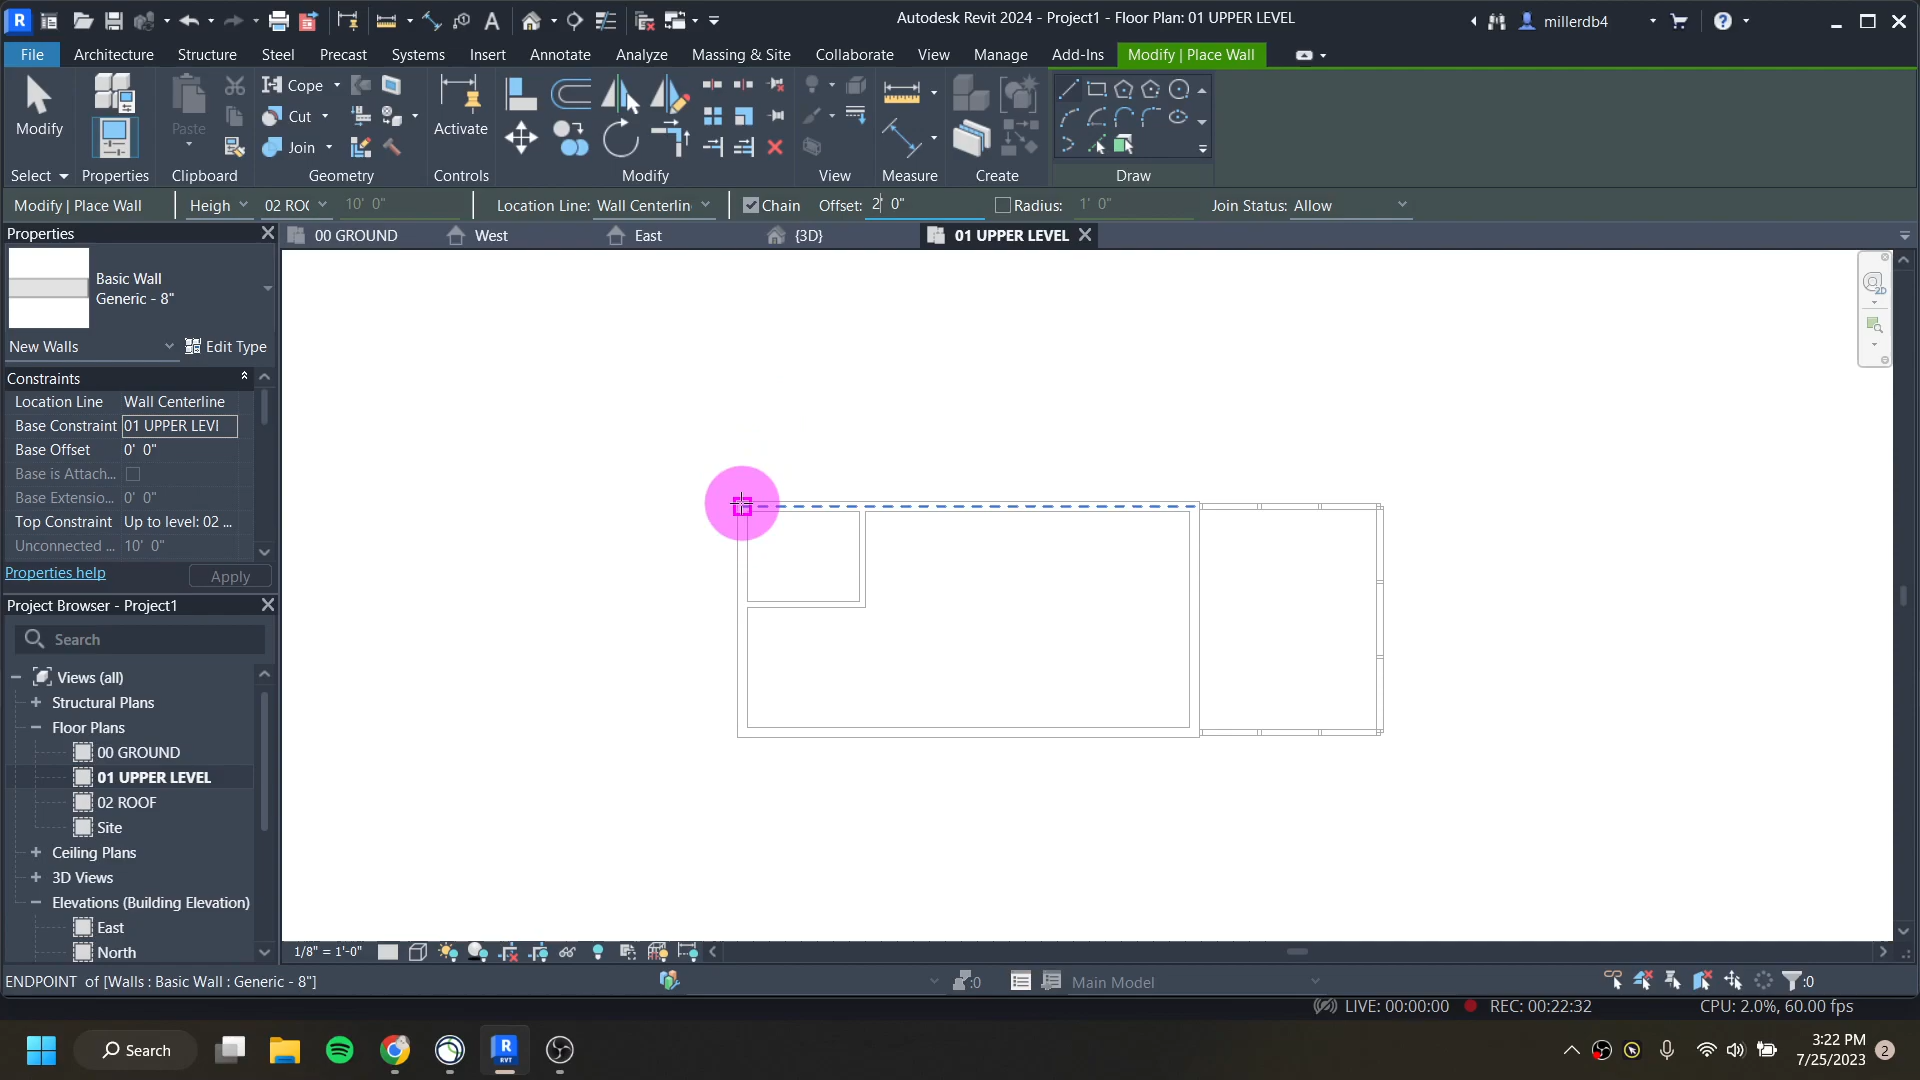 Autodesk Revit 2024 - Project1 - Floor Plan: 01 UPPER LEVEL
millerdb4
File Architecture Structure Steel Precast Systems Insert Annotate Analyze Massing & Site Collaborate View Manage Add-Ins Modify | Place Wall
Modify
Paste
Cope
Cut
Join
Activate
Select Properties Clipboard Geometry Controls Modify View Measure Create Draw
Modify | Place Wall Heigh 02 RO( 10' 0" Location Line: Wall Centerlin Chain Offset: 2' 0" Radius: 1' 0" Join Status: Allow
Properties
00 GROUND West East {3D} 01 UPPER LEVEL
Basic Wall
Generic - 8"
New Walls Edit Type
Constraints
Location Line Wall Centerline
Base Constraint 01 UPPER LEVI
Base Offset 0' 0"
Base is Attach...
Base Extensio... 0' 0"
Top Constraint Up to level: 02 ...
Unconnected ... 10' 0"
Properties help Apply
Project Browser - Project1
Search
Views (all)
Structural Plans
Floor Plans
00 GROUND
01 UPPER LEVEL
02 ROOF
Site
Ceiling Plans
3D Views
Elevations (Building Elevation)
East
North
1/8" = 1'-0"
ENDPOINT of [Walls : Basic Wall : Generic - 8"] :0 Main Model :0
LIVE: 00:00:00 REC: 00:22:32 CPU: 2.0%, 60.00 fps
Search
3:22 PM
7/25/2023
2